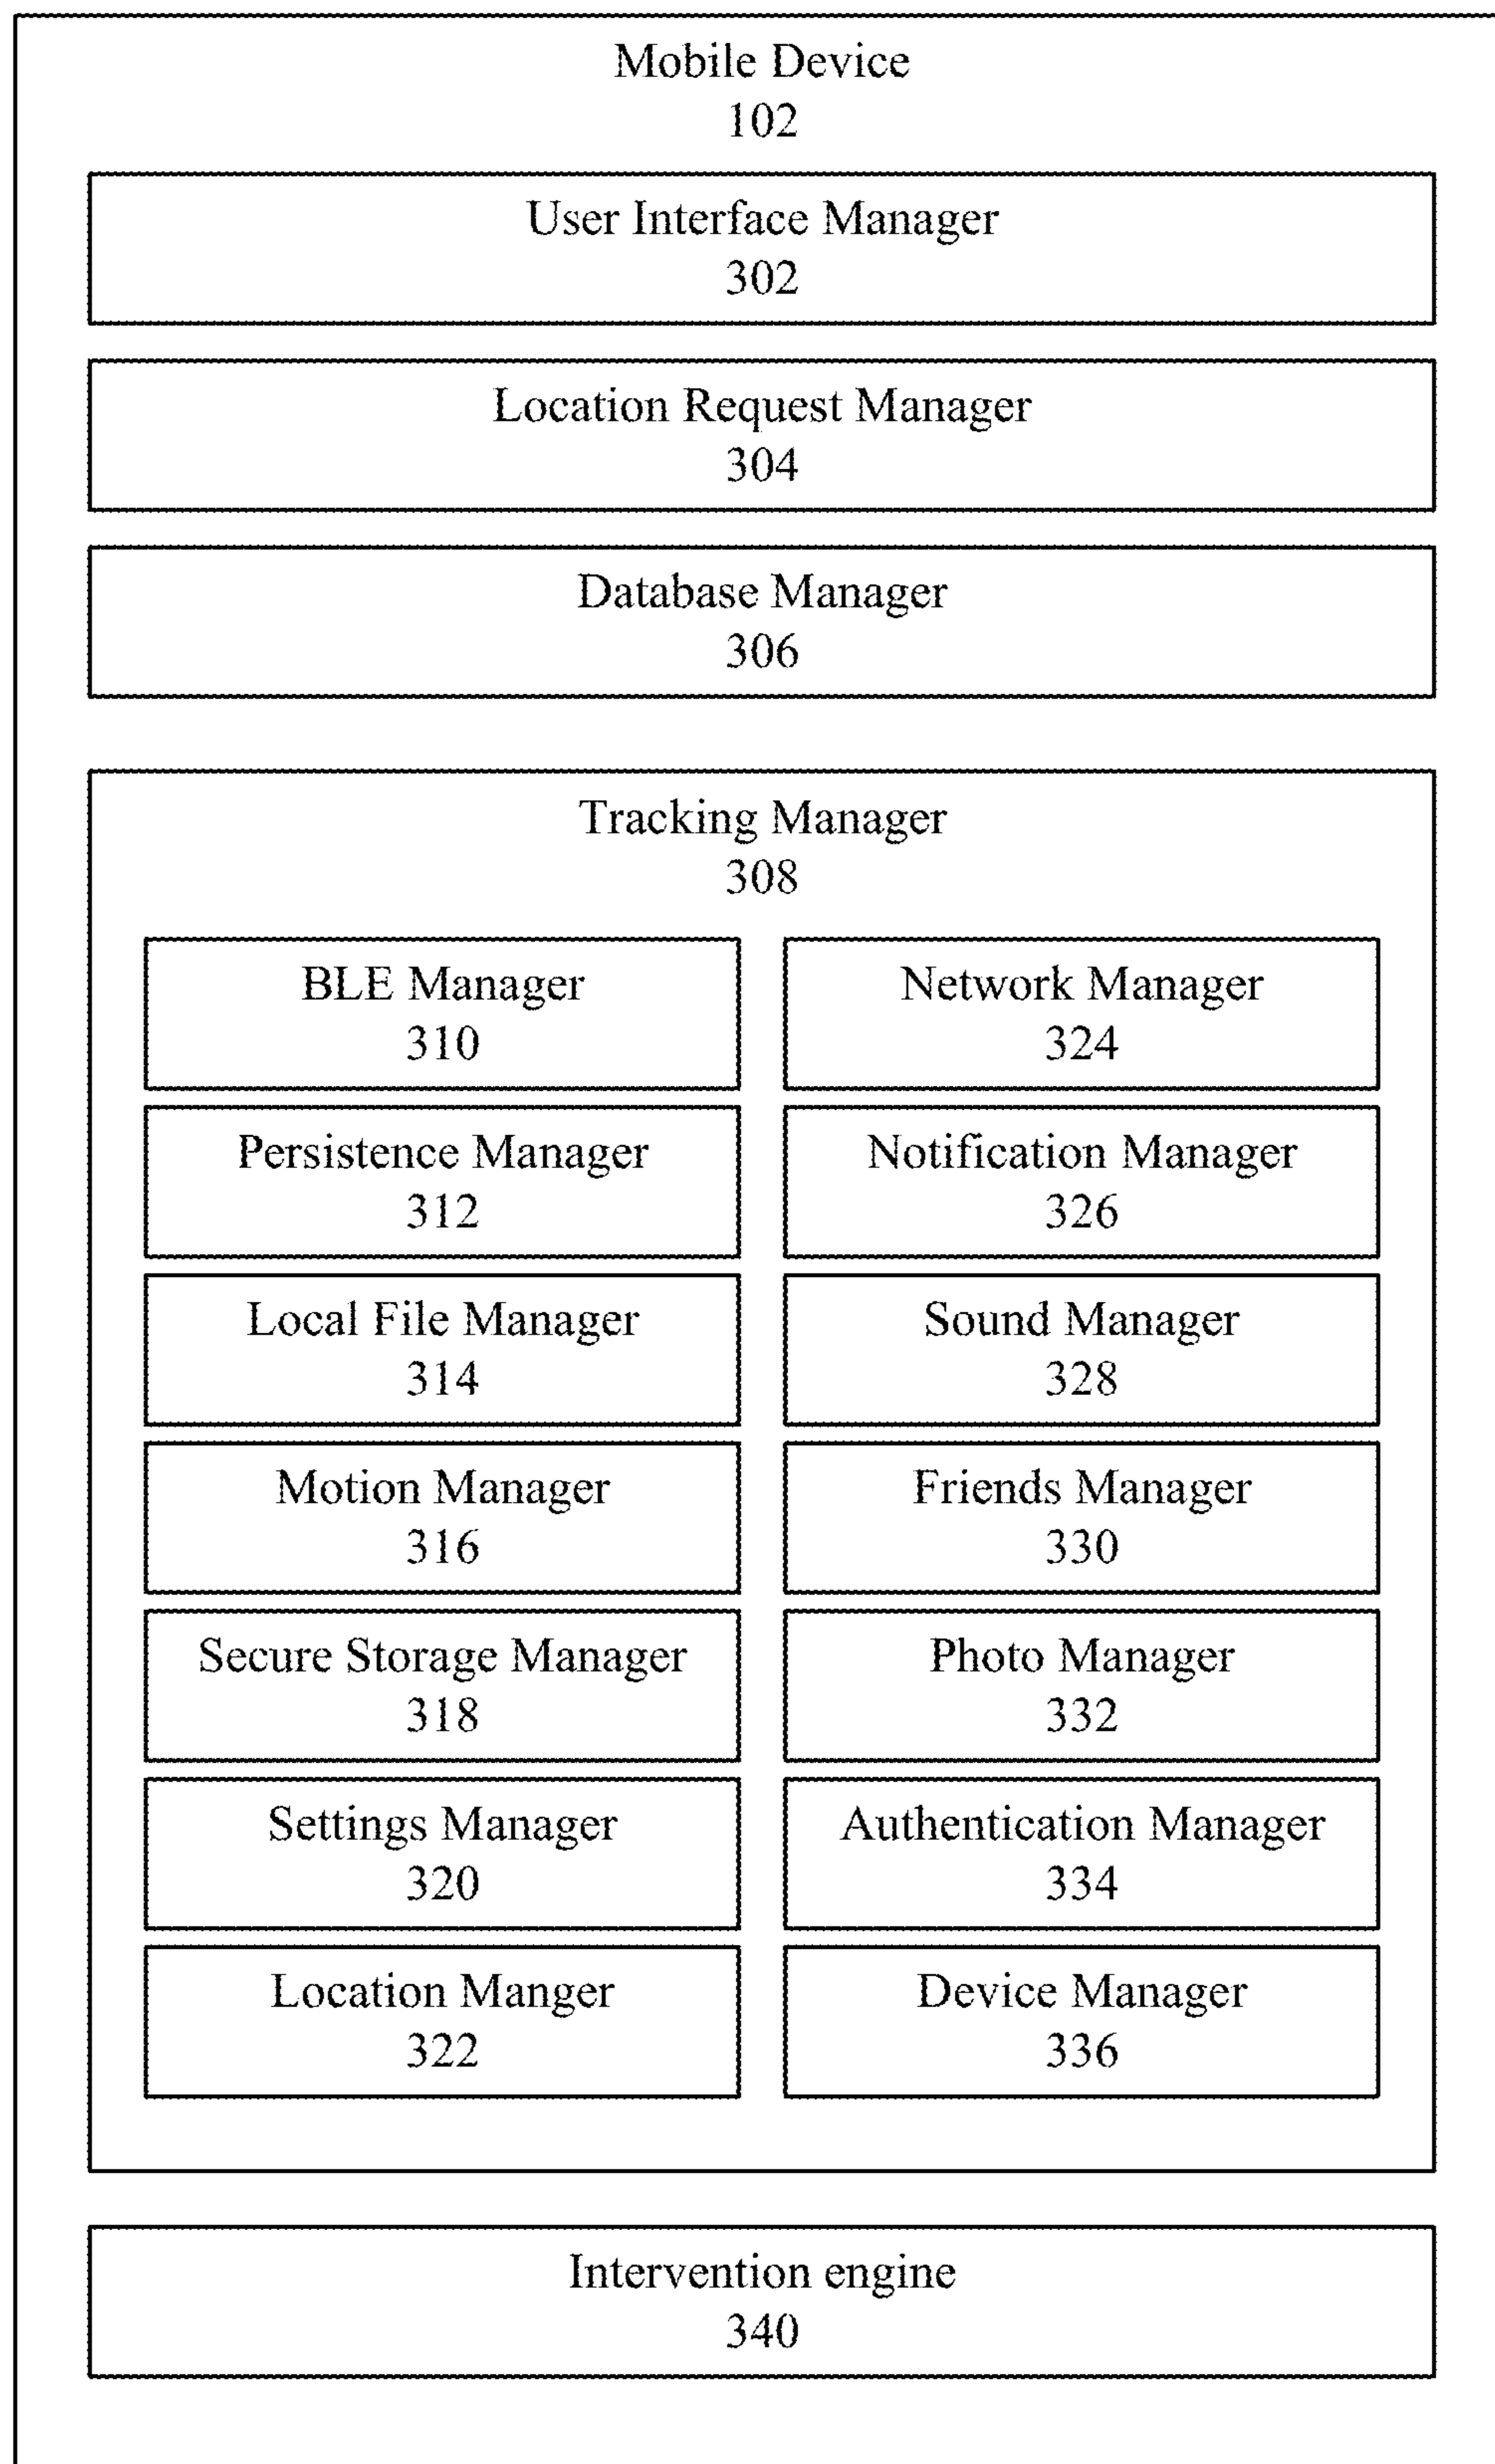 Mobile Device
102
User Interface Manager
302
Location Request Manager
304
Database Manager
306
Tracking Manager
308
BLE Manager
310
Network Manager
324
Persistence Manager
312
Notification Manager
326
Local File Manager
314
Sound Manager
328
Motion Manager
316
Friends Manager
330
Secure Storage Manager
318
Photo Manager
332
Settings Manager
320
Authentication Manager
334
Location Manger
322
Device Manager
336
Intervention engine
340